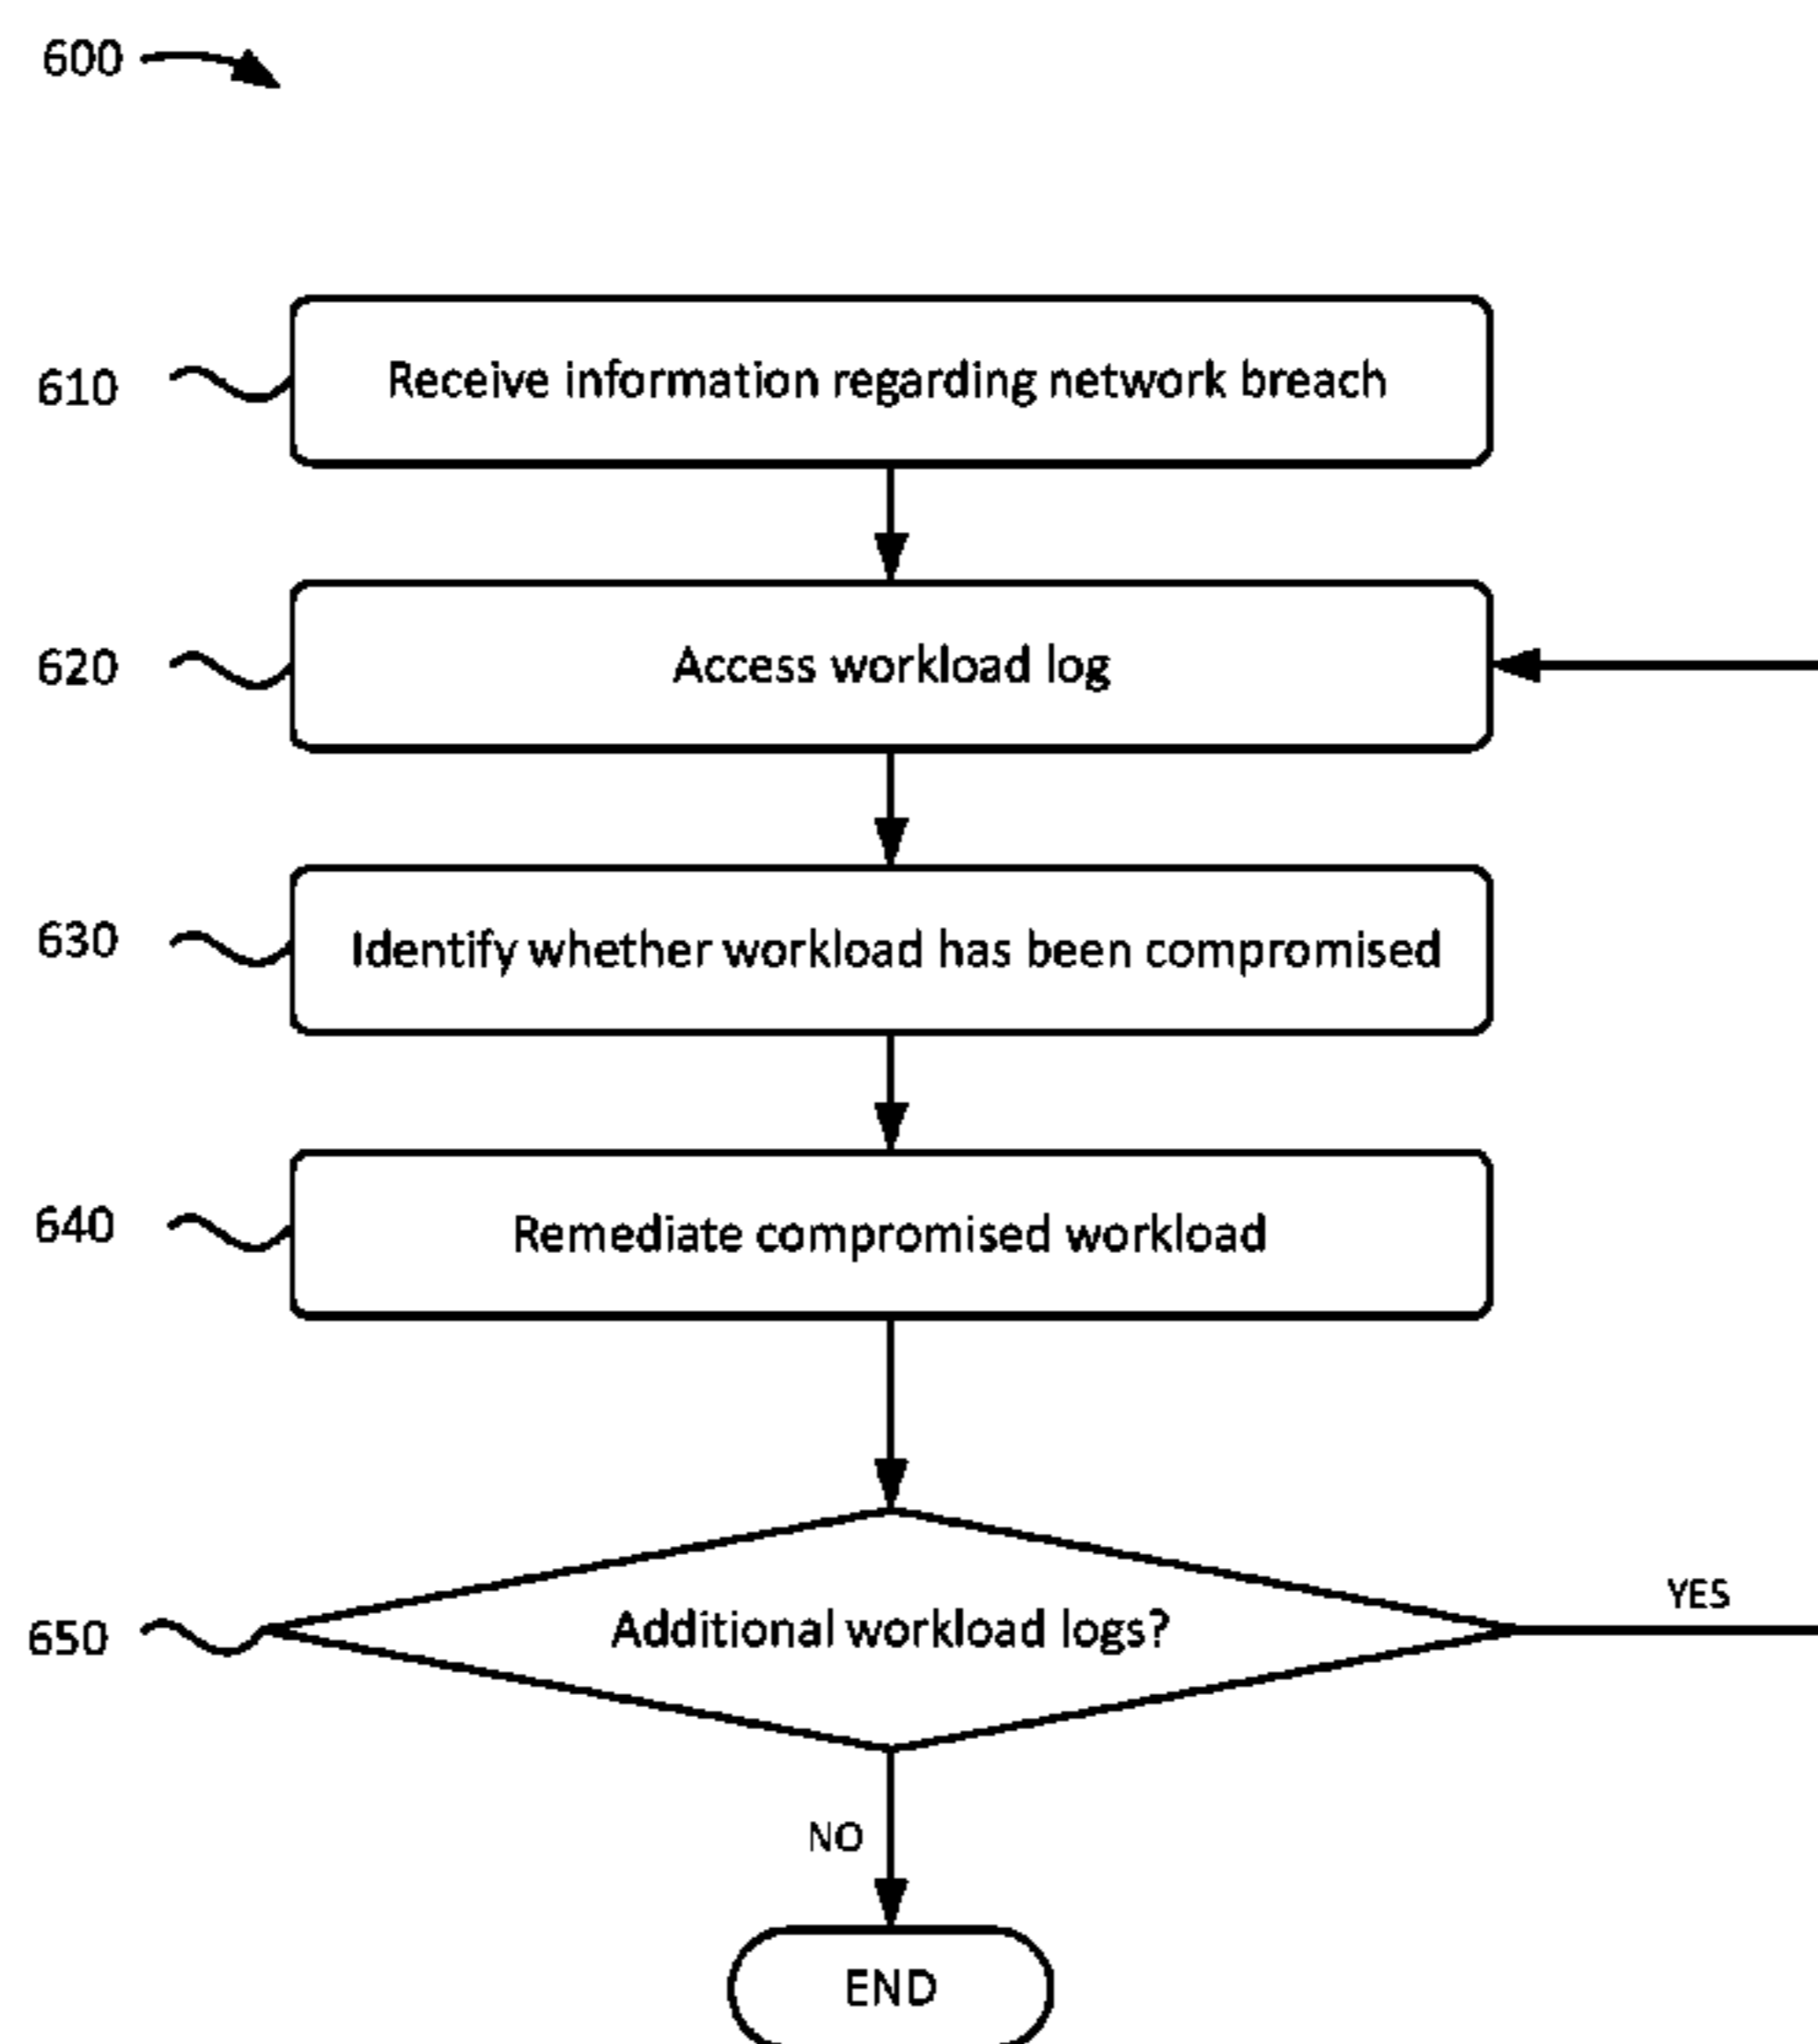 600
610
Receive information regarding network breach
620
Access workload log
630
Identify whether workload has been compromised
640
Remediate compromised workload
650
Additional workload logs?
YES
NO
END